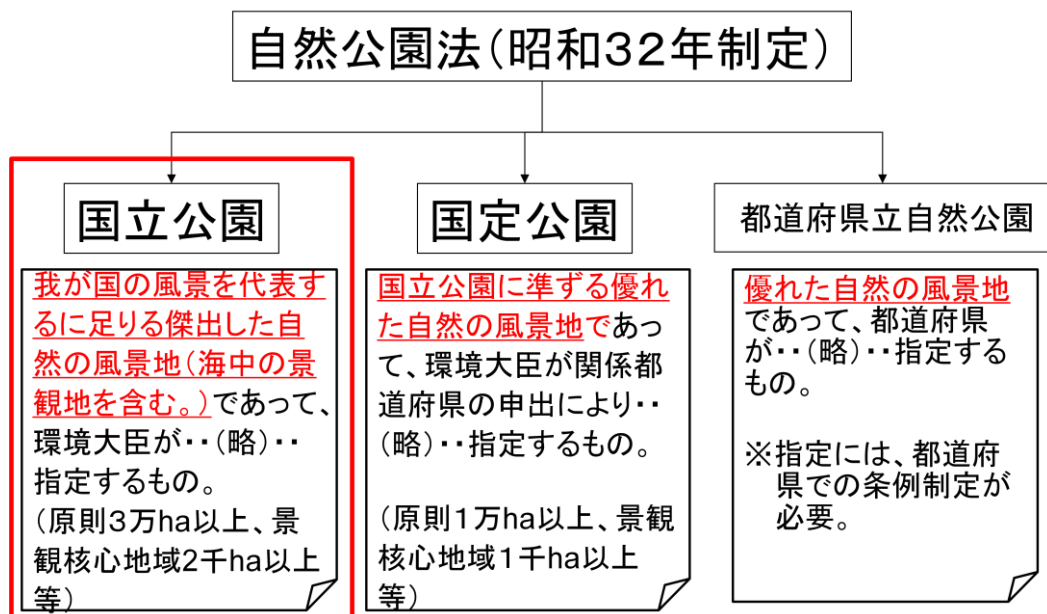 自然公園法(昭和32年制定)
国立公園
我が国の風景を代表す
るに足りる傑出した自
然の風景地(海中の景
観地を含む。)であって、
環境大臣が・・(略)・・
指定するもの。
(原則3万ha以上、景
観核心地域2千ha以上
等)
国定公園
国立公園に準ずる優れ
た自然の風景地であっ
て、環境大臣が関係都
道府県の申出により・・
(略)・・指定するもの。
(原則1万ha以上、景観
核心地域1千ha以上
等)
都道府県立自然公園
優れた自然の風景地
であって、都道府県
が・・(略)・・指定する
もの。
※指定には、都道府
県での条例制定が
必要。